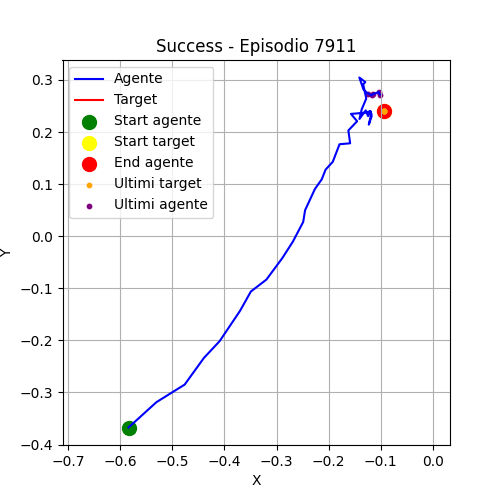 Success - Episodio 7911
Agente
Target
Start agente
Start target
End agente
Ultimi target
Ultimi agente
0.3
0.2
0.1
0.0
−0.1
−0.2
−0.3
−0.4
Y
−0.7 −0.6 −0.5 −0.4 −0.3 −0.2 −0.1 0.0
X